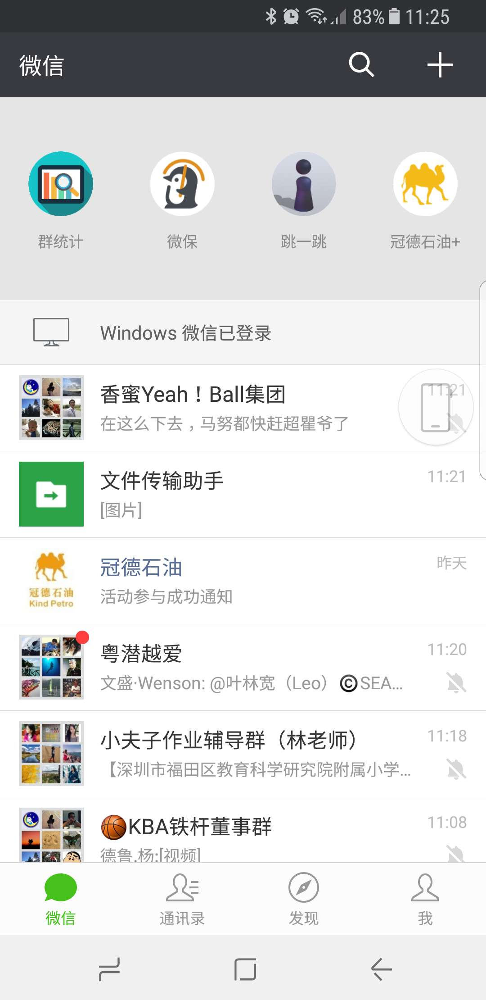 83% 11:25
微信
群统计
微保
跳一跳
冠德石油+
Windows 微信已登录
香蜜Yeah！Ball集团
11:21
在这么下去，马努都快赶超瞿爷了
文件传输助手
11:21
[图片]
冠德石油
Kind Petro
冠德石油
昨天
活动参与成功通知
粤潜越爱
11:20
文盛·Wenson: @叶林宽（Leo）©SEA...
小夫子作业辅导群（林老师）
11:18
【深圳市福田区教育科学研究院附属小学...
🏀KBA铁杆董事群
11:08
德鲁.杨:[视频]
微信
通讯录
发现
我